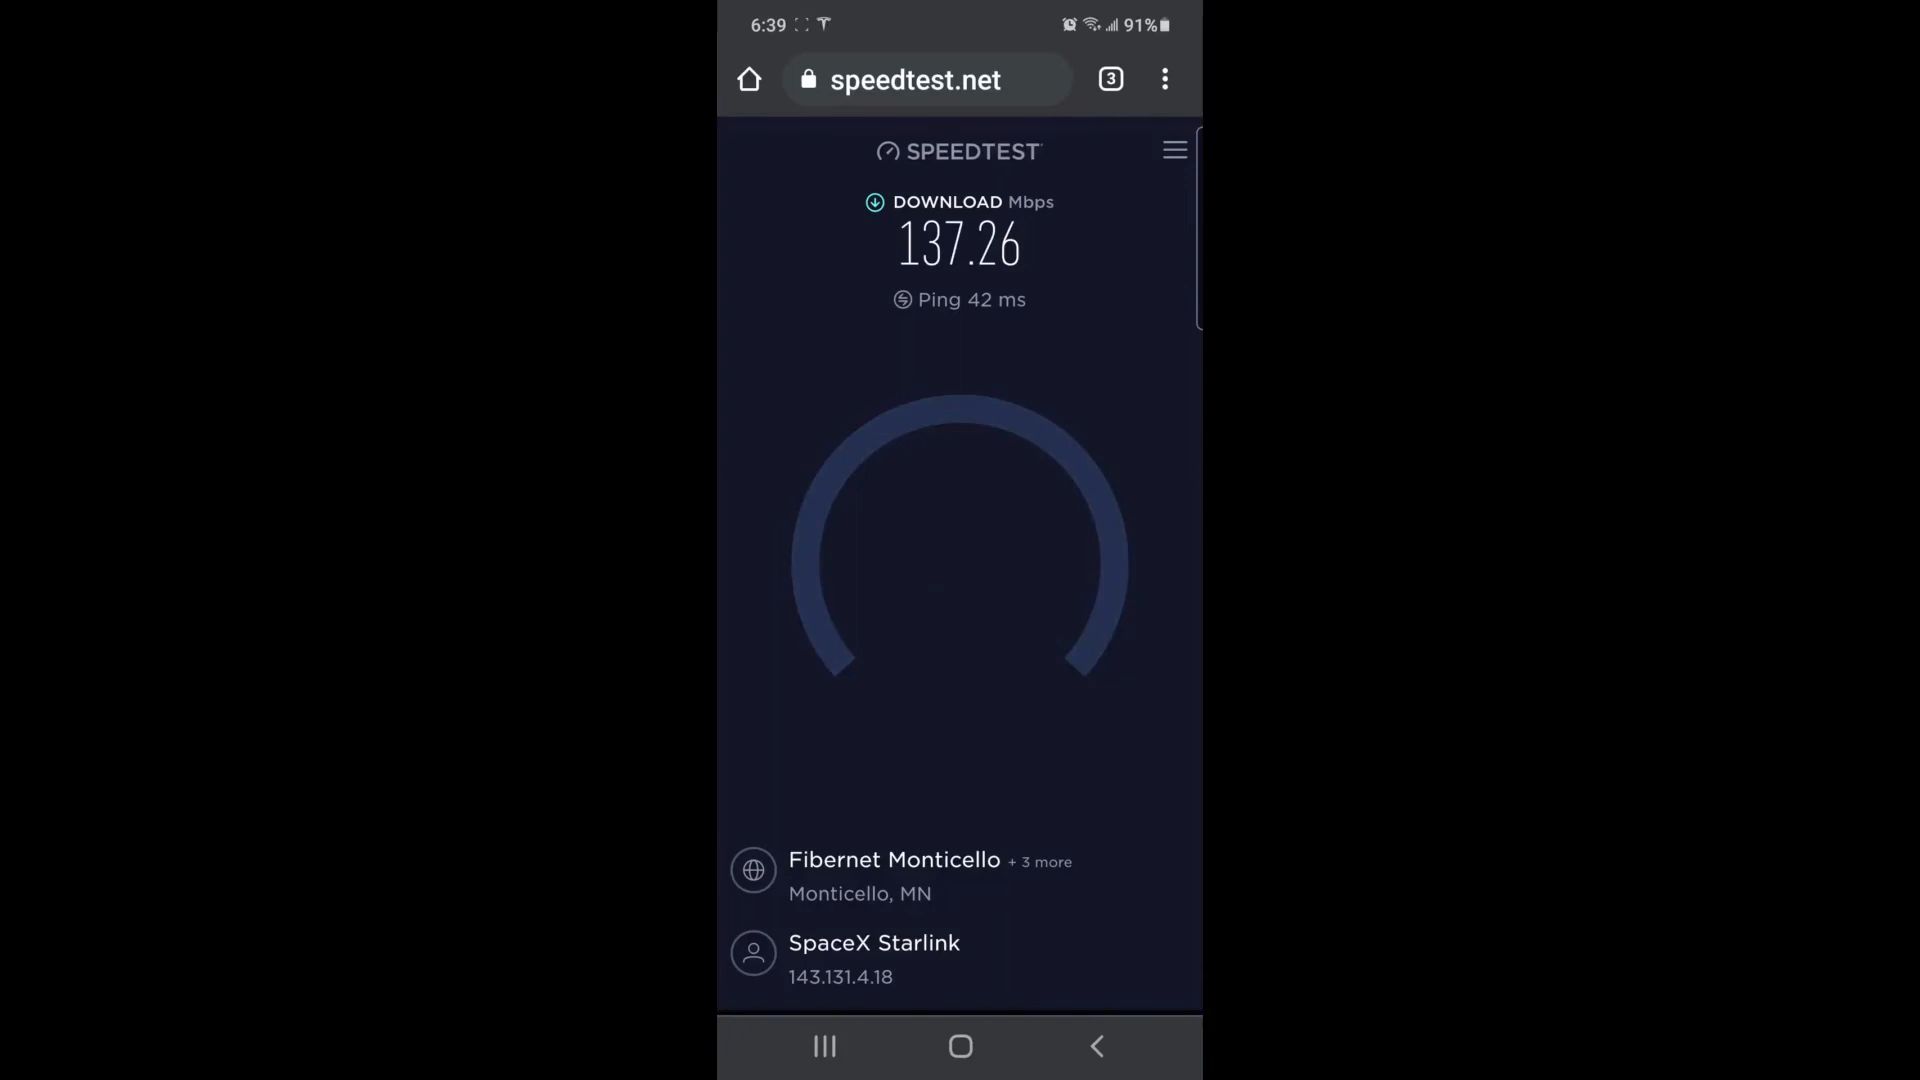 6:39 91%
speedtest.net 3
SPEEDTEST
DOWNLOAD Mbps
137.26
Ping 42 ms
Fibernet Monticello + 3 more
Monticello, MN
SpaceX Starlink
143.131.4.18